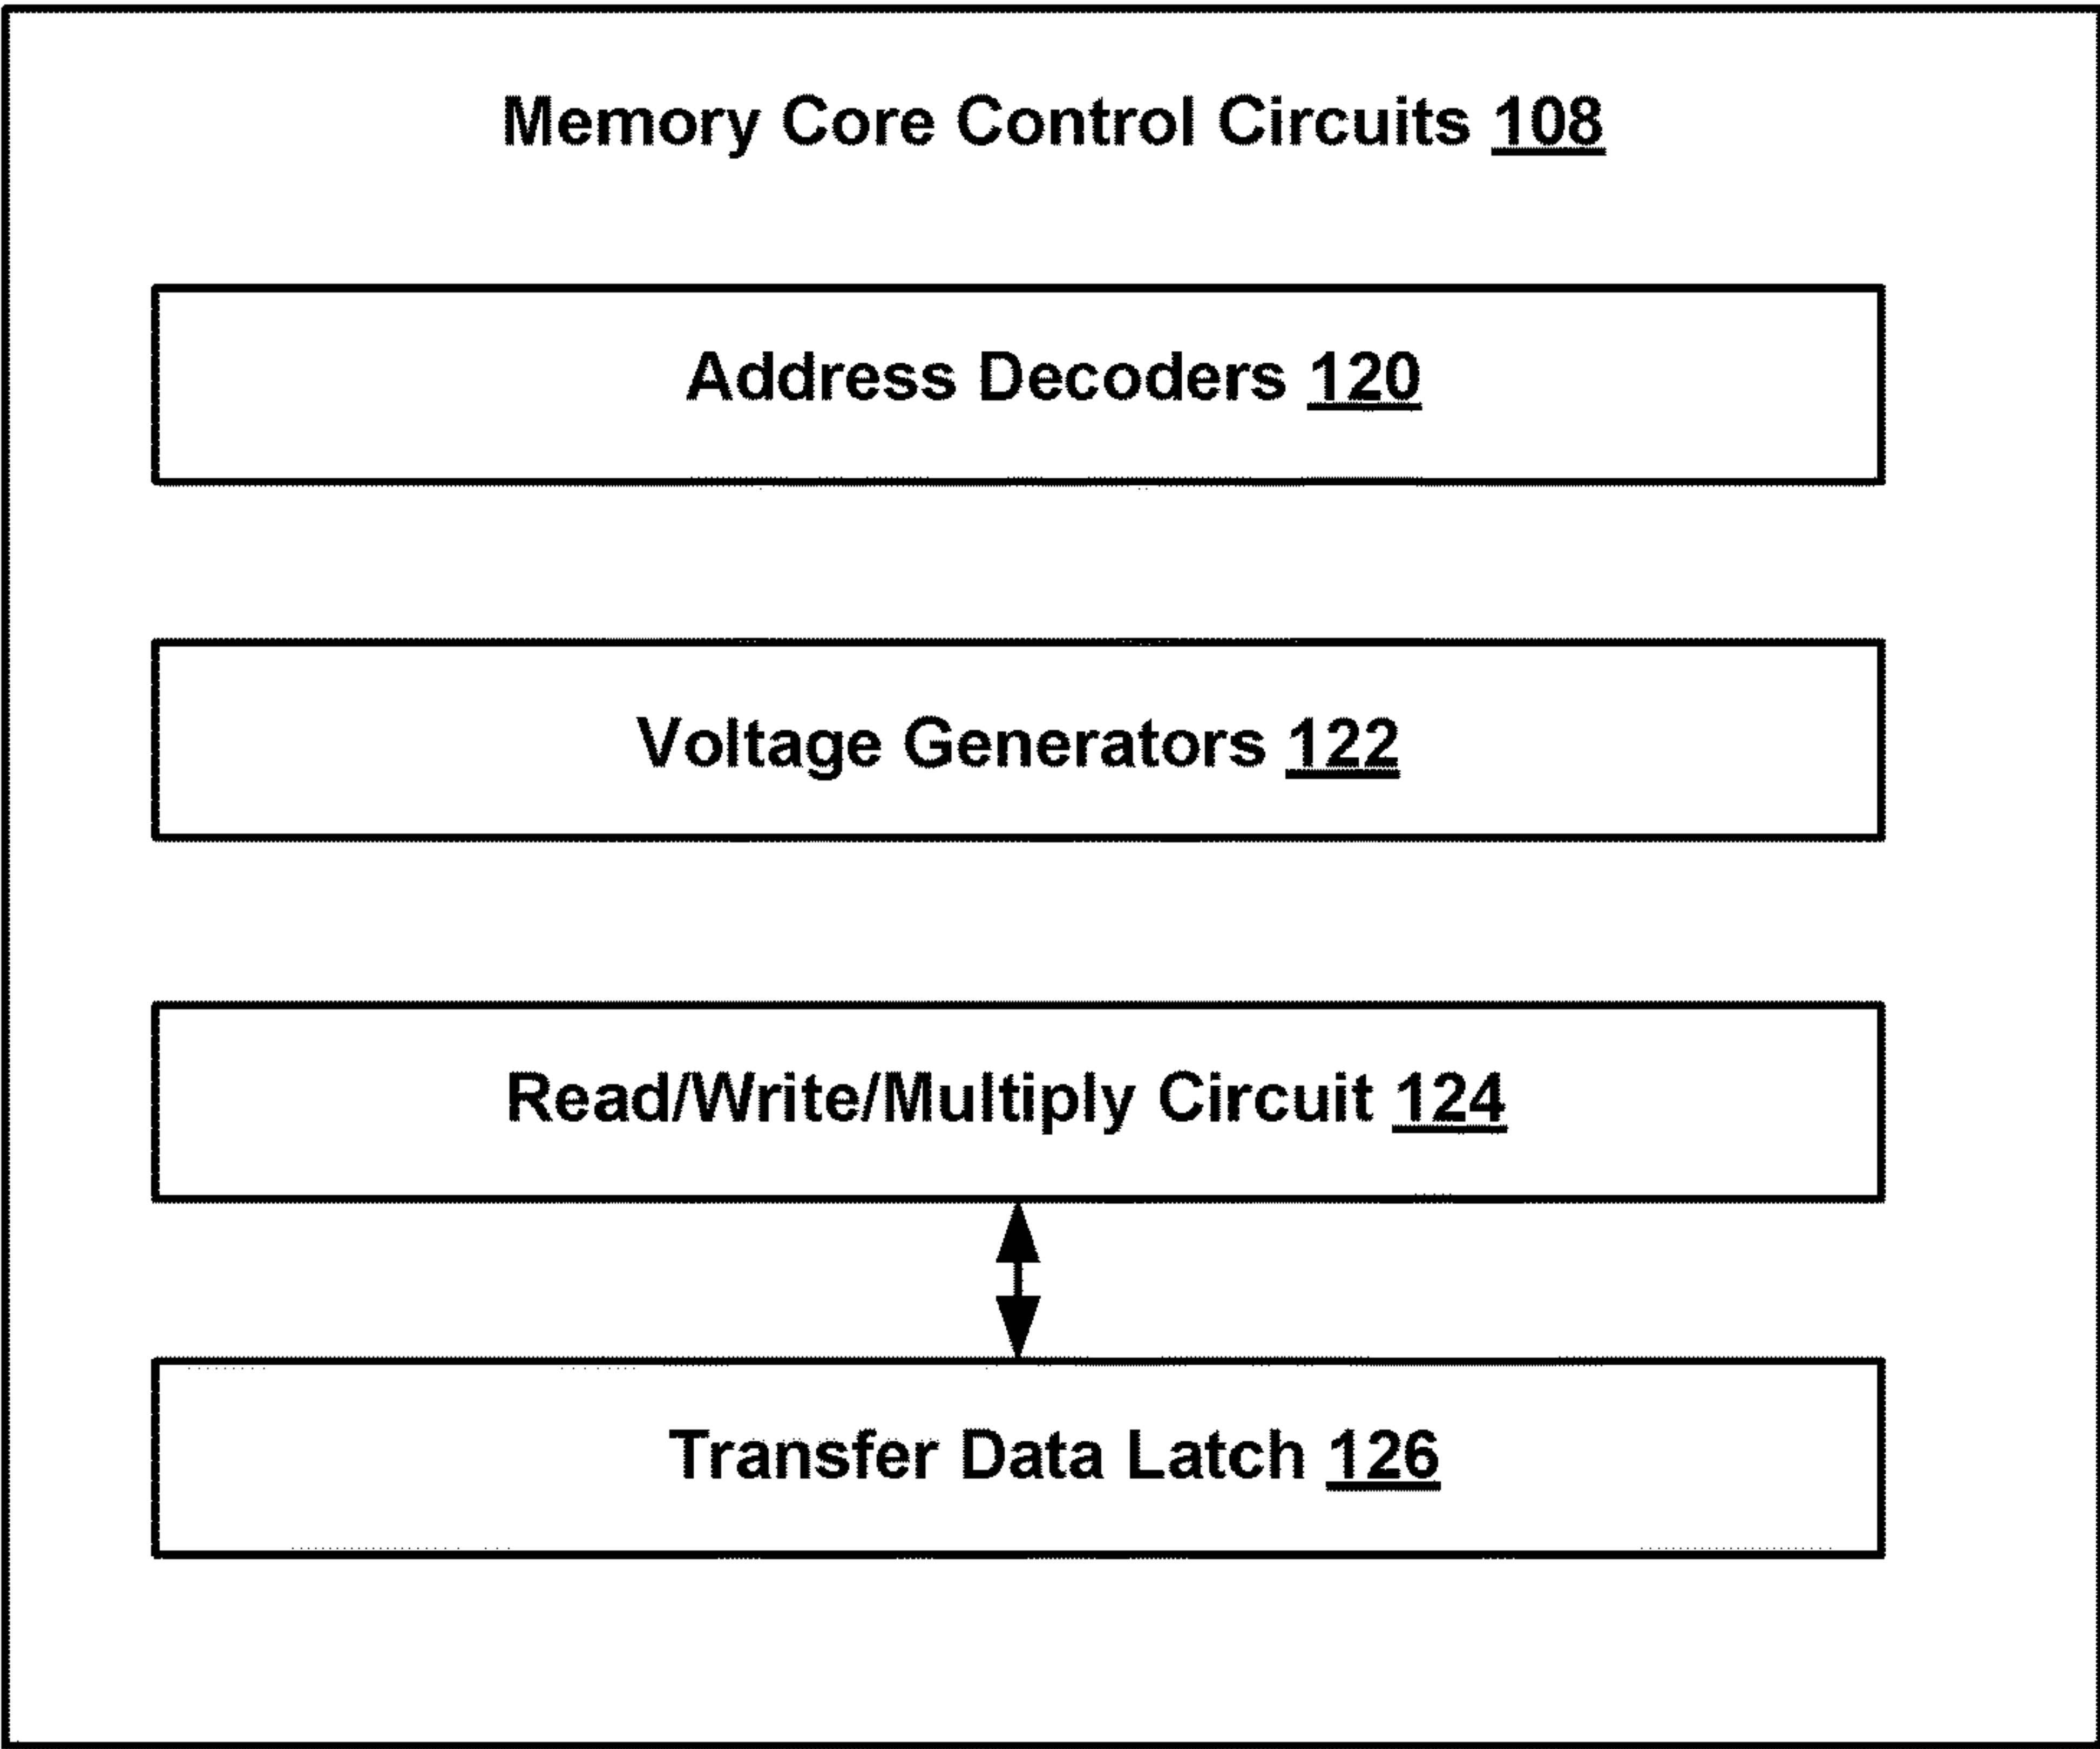 Memory Core Control Circuits 108
Address Decoders 120
Voltage Generators 122
Read/Write/Multiply Circuit 124
Transfer Data Latch 126